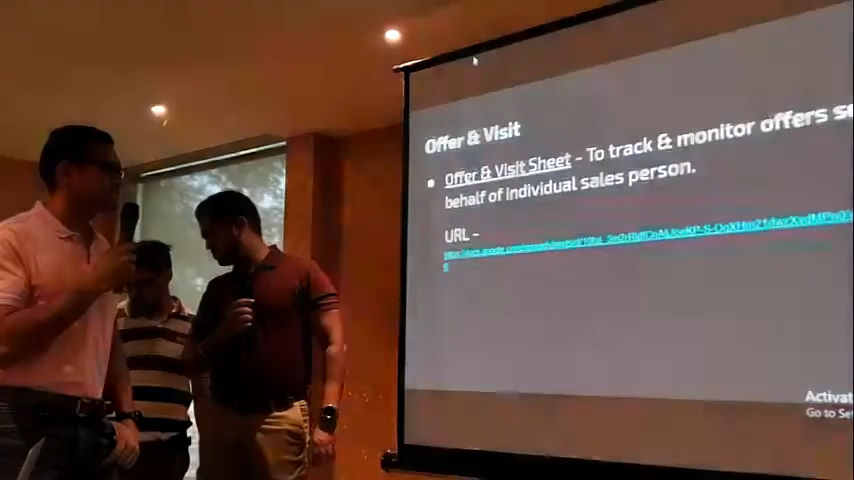 Offer & Visit
• Offer & Visit Sheet - To track & monitor offers s
behalf of individual sales person.
URL -
Activat
Go to Se